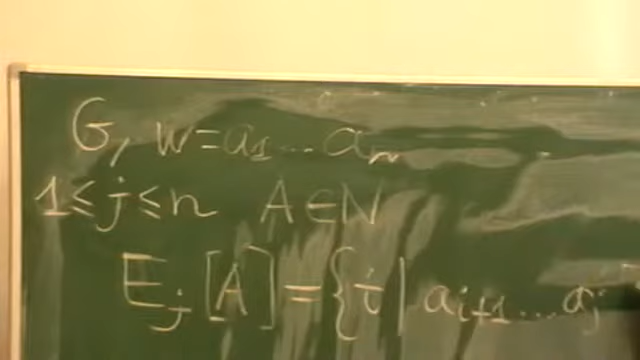 G, w=a₁...aₙ
1≤j≤n A∈N
Eⱼ[A]={i|aᵢ₊₁...aⱼ